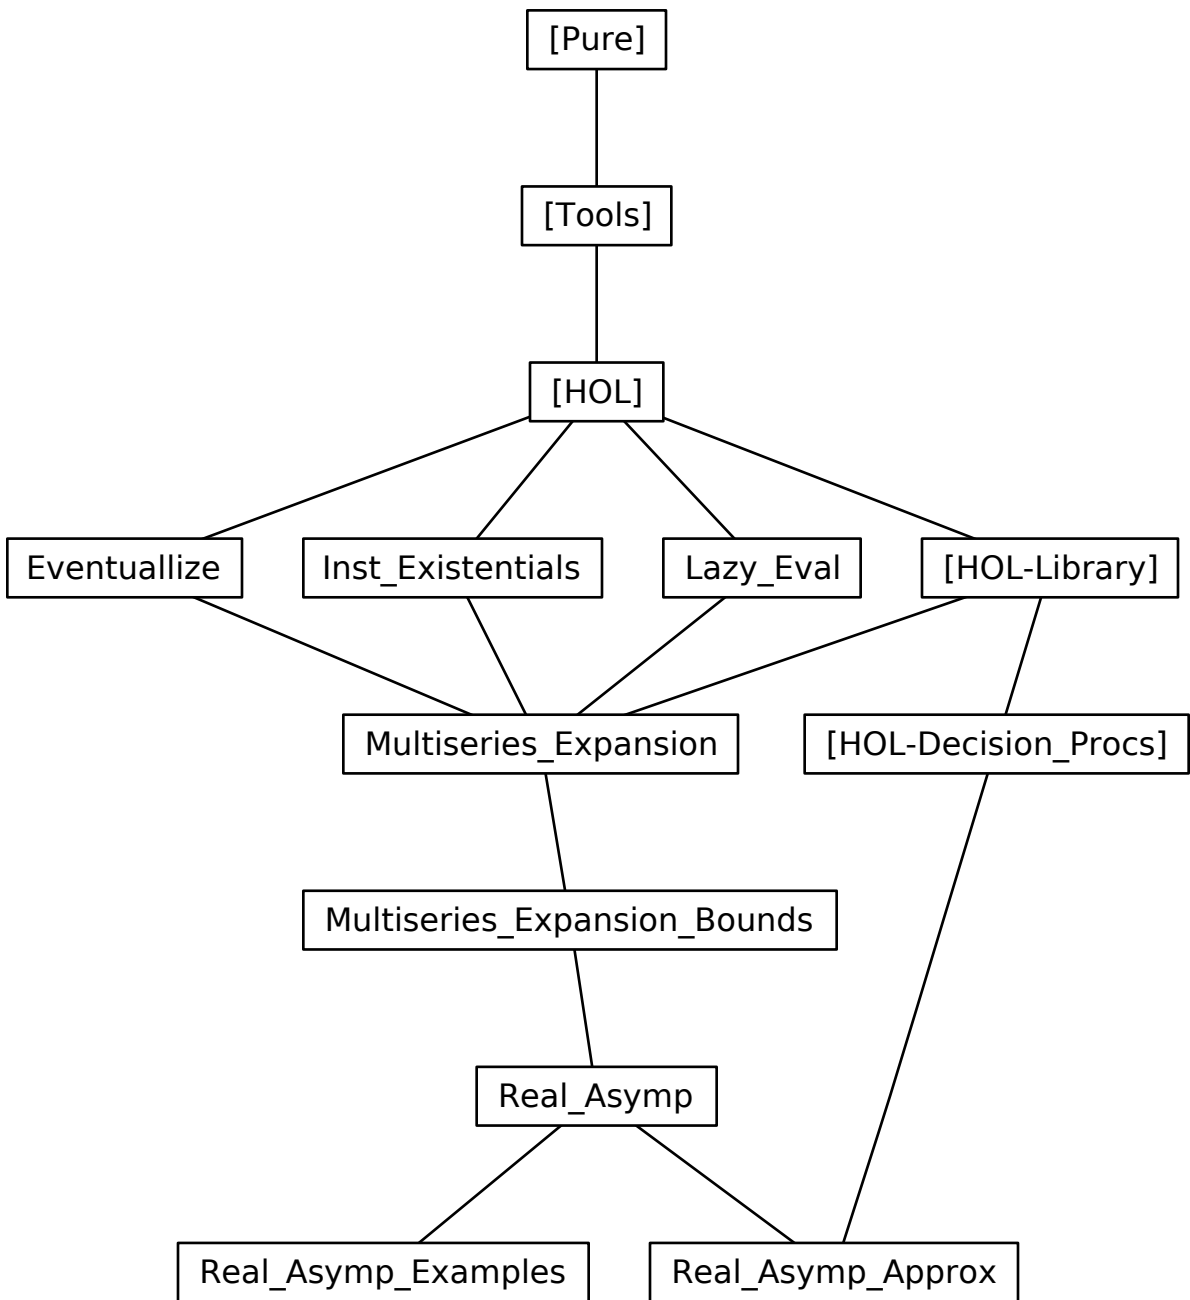 [Pure]
[Tools]
[HOL]
Eventuallize
Inst_Existentials
Lazy_Eval
[HOL-Library]
Multiseries_Expansion
[HOL-Decision_Procs]
Multiseries_Expansion_Bounds
Real_Asymp
Real_Asymp_Examples
Real_Asymp_Approx